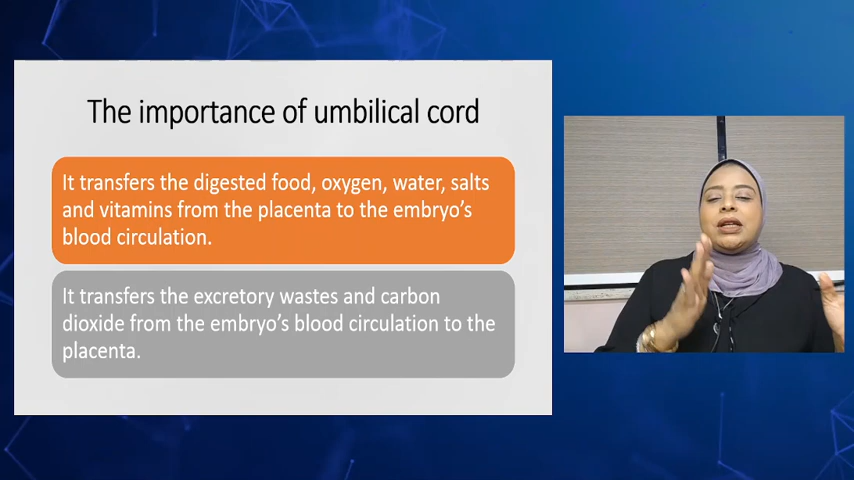 The importance of umbilical cord
It transfers the digested food, oxygen, water, salts
and vitamins from the placenta to the embryo's
blood circulation.
It transfers the excretory wastes and carbon
dioxide from the embryo's blood circulation to the
placenta.